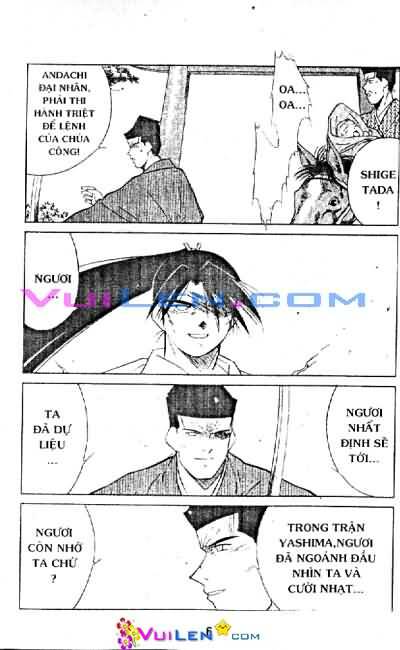 ANDACHI
ĐẠI NHÂN,
PHẢI THI
HÀNH TRIỆT
ĐỂ LỆNH
CỦA CHÚA
CÔNG!
OA...
OA...
SHIGE
TADA
!
NGƯƠI
...
VUILEN.COM
TA
ĐÃ DỰ
LIỆU
...
NGƯƠI
NHẤT
ĐỊNH SẼ
TỚI...
NGƯƠI
CÒN NHỚ
TA CHỨ
?
TRONG TRẬN
YASHIMA,NGƯƠI
ĐÃ NGOẢNH ĐẦU
NHÌN TA VÀ
CƯỜI NHẠT...
6
VUILEN.COM